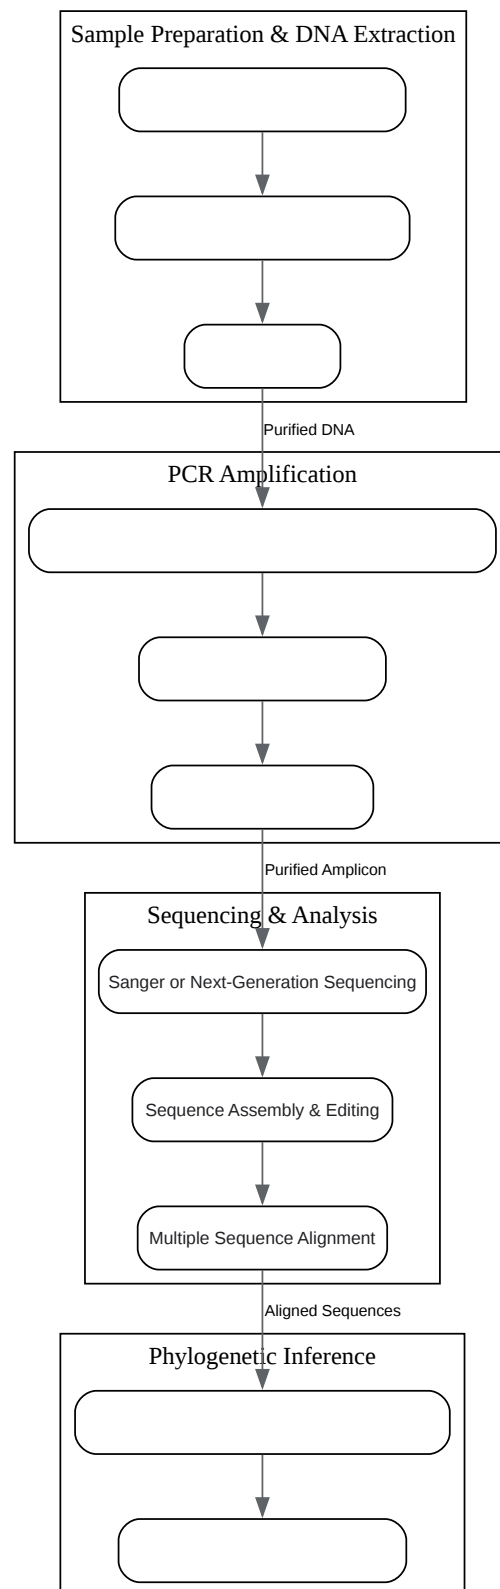 Sample Preparation & DNA Extraction
Purified DNA
PCR Amplification
Purified Amplicon
Sequencing & Analysis
Sanger or Next-Generation Sequencing
Sequence Assembly & Editing
Multiple Sequence Alignment
Aligned Sequences
Phylogenetic Inference